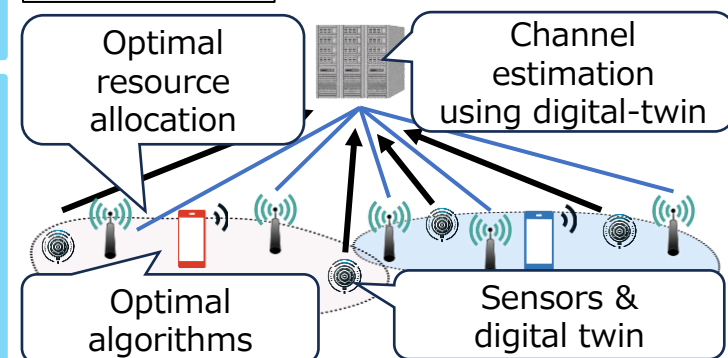 Optimal
resource
allocation
Channel
estimation
using digital-twin
Optimal
algorithms
Sensors &
digital twin